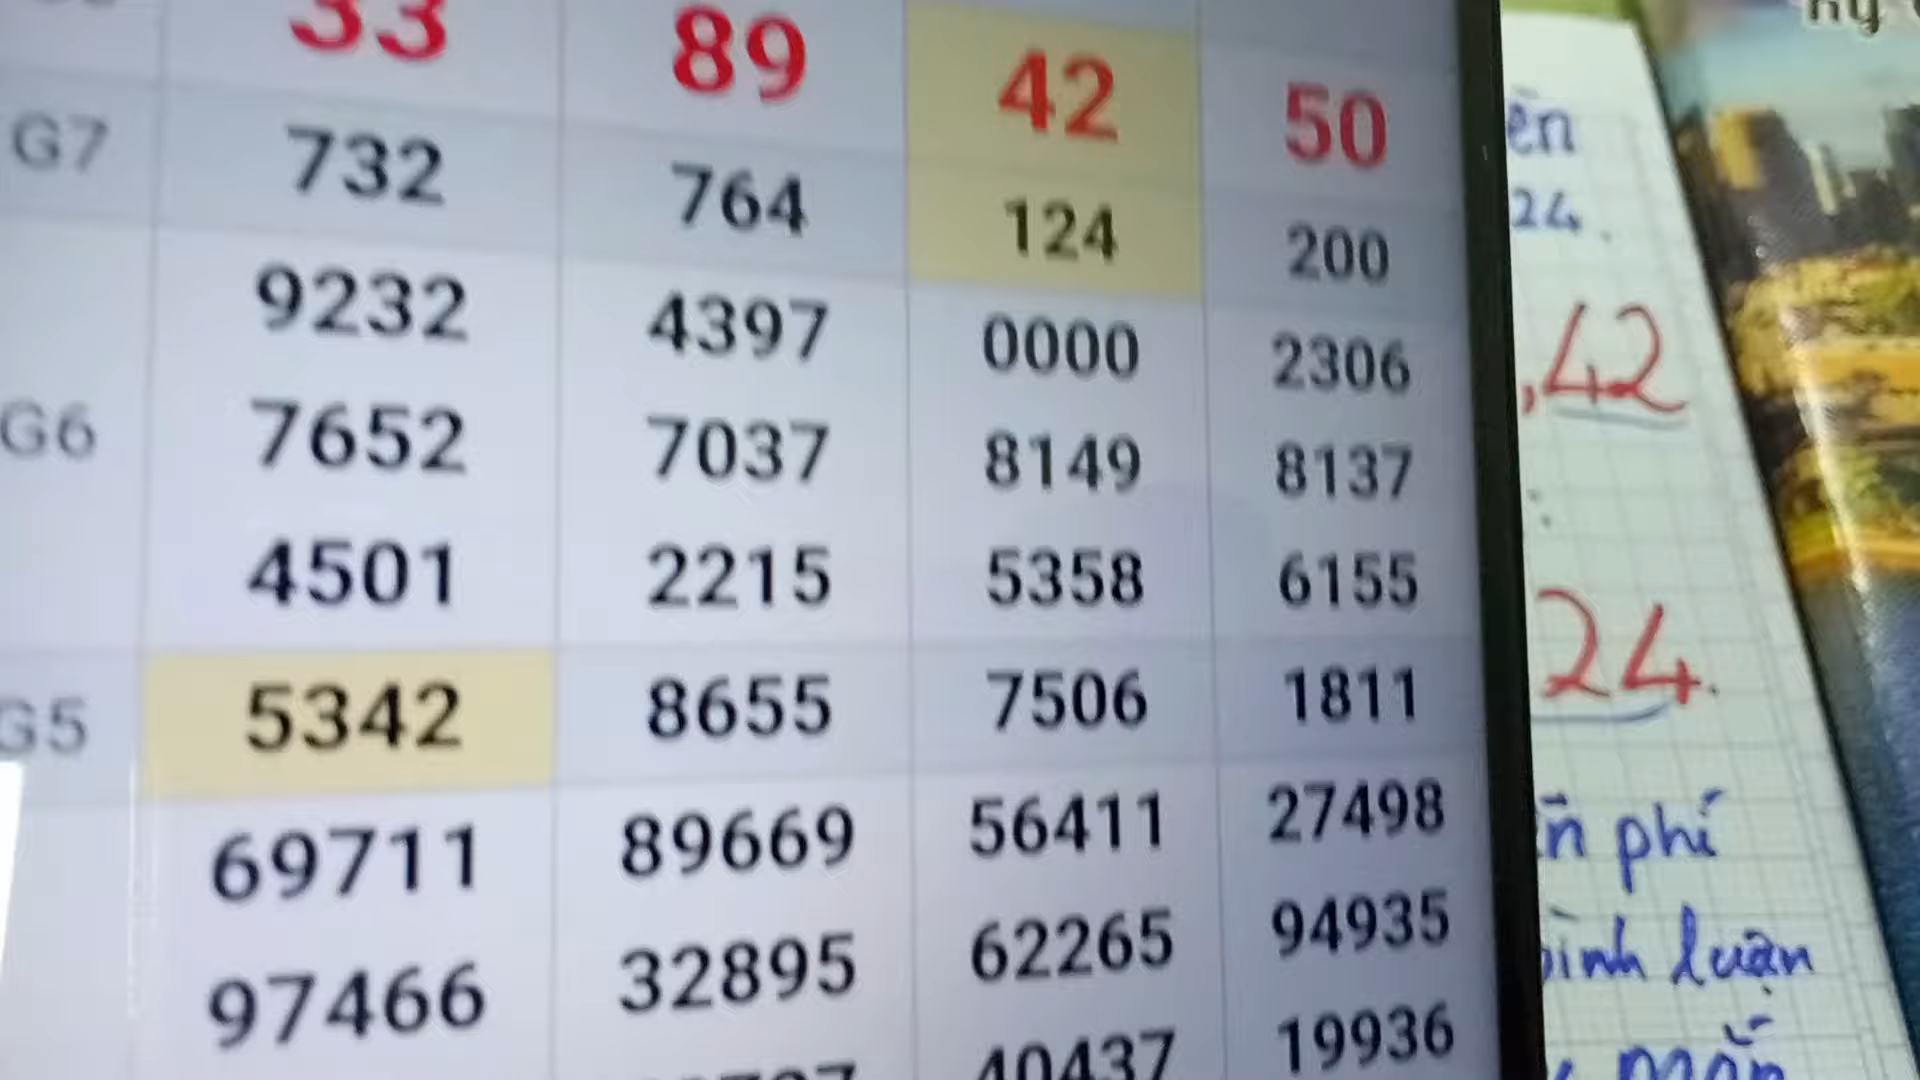 33 89 42 50
G7 732 764 124 200
9232 4397 0000 2306
G6 7652 7037 8149 8137
4501 2215 5358 6155
G5 5342 8655 7506 1811
69711 89669 56411 27498
97466 32895 62265 94935
40437 19936
24.
,42
24.
phí
luận